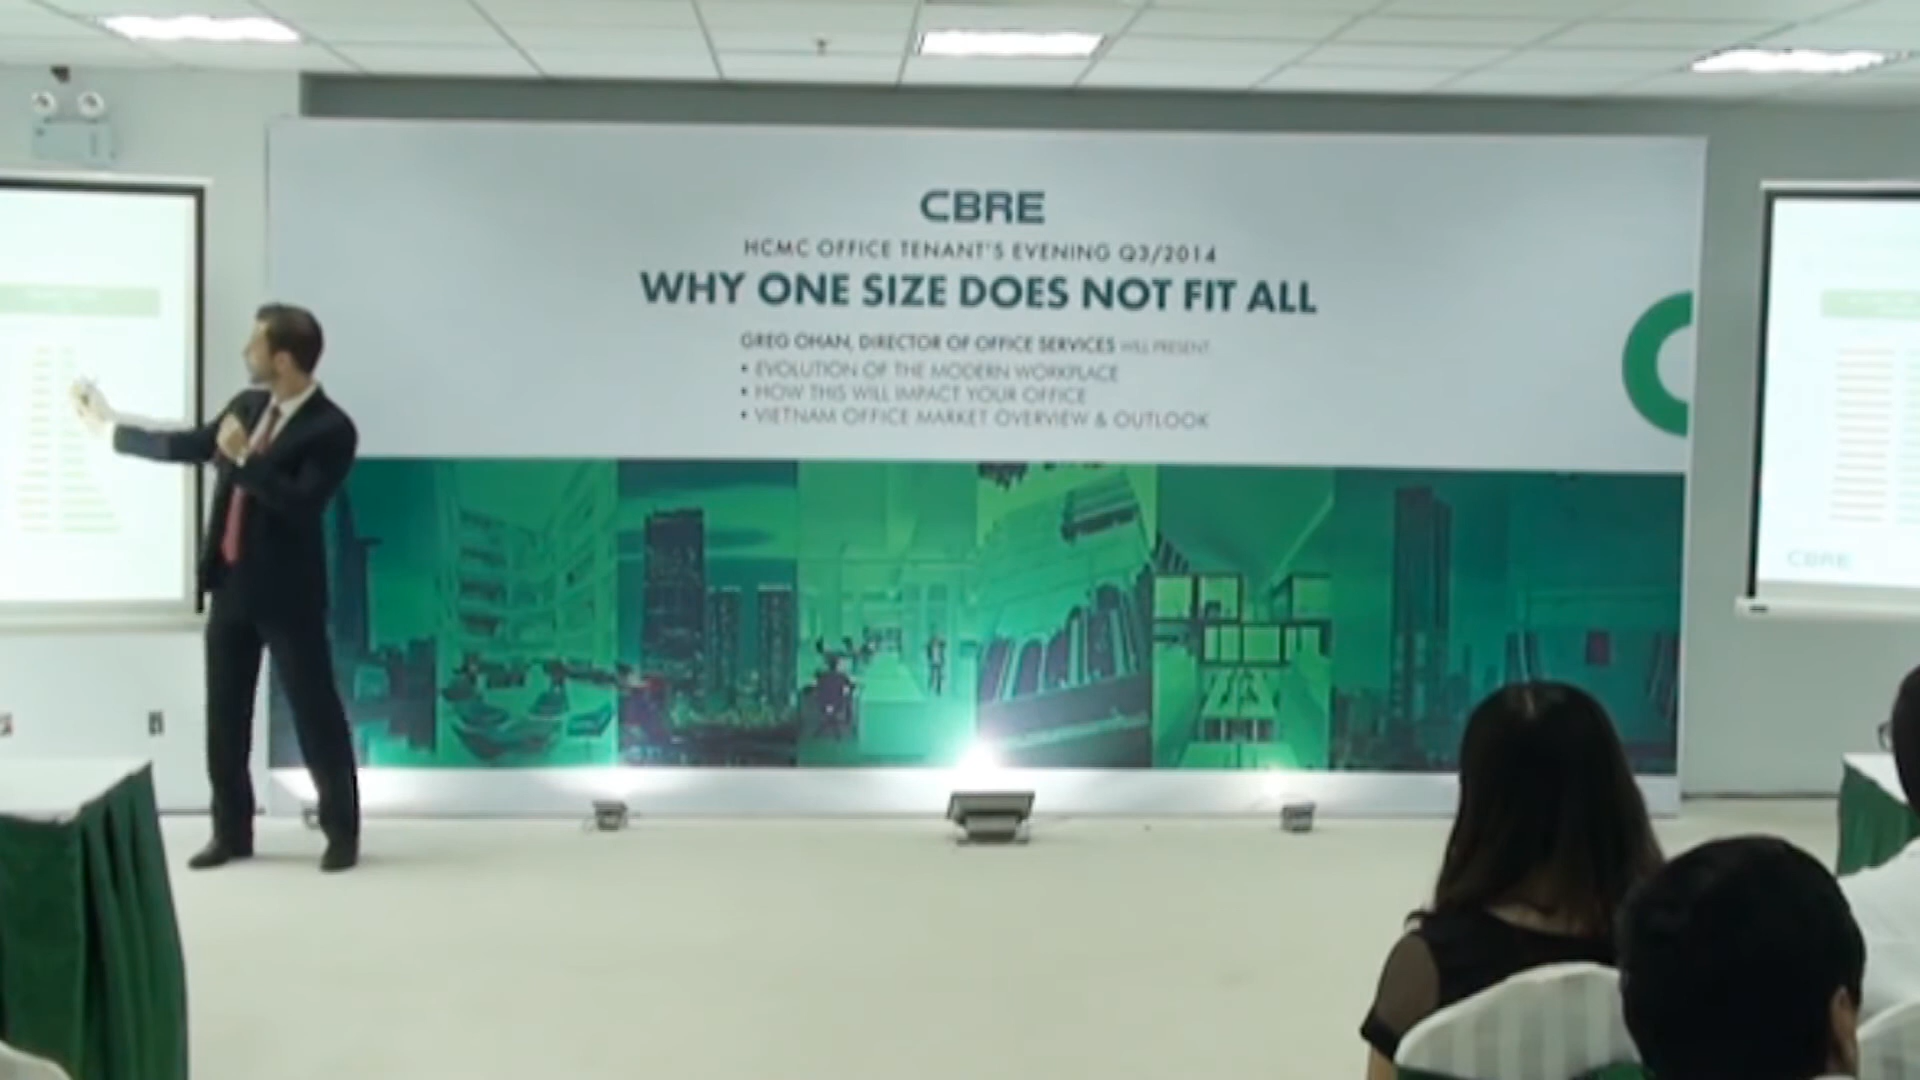 CBRE
HCMC OFFICE TENANT'S EVENING Q3/2014
WHY ONE SIZE DOES NOT FIT ALL
GREG OHAN, DIRECTOR OF OFFICE SERVICES WILL PRESENT:
• EVOLUTION OF THE MODERN WORKPLACE
• HOW THIS WILL IMPACT YOUR OFFICE
• VIETNAM OFFICE MARKET OVERVIEW & OUTLOOK
CBRE